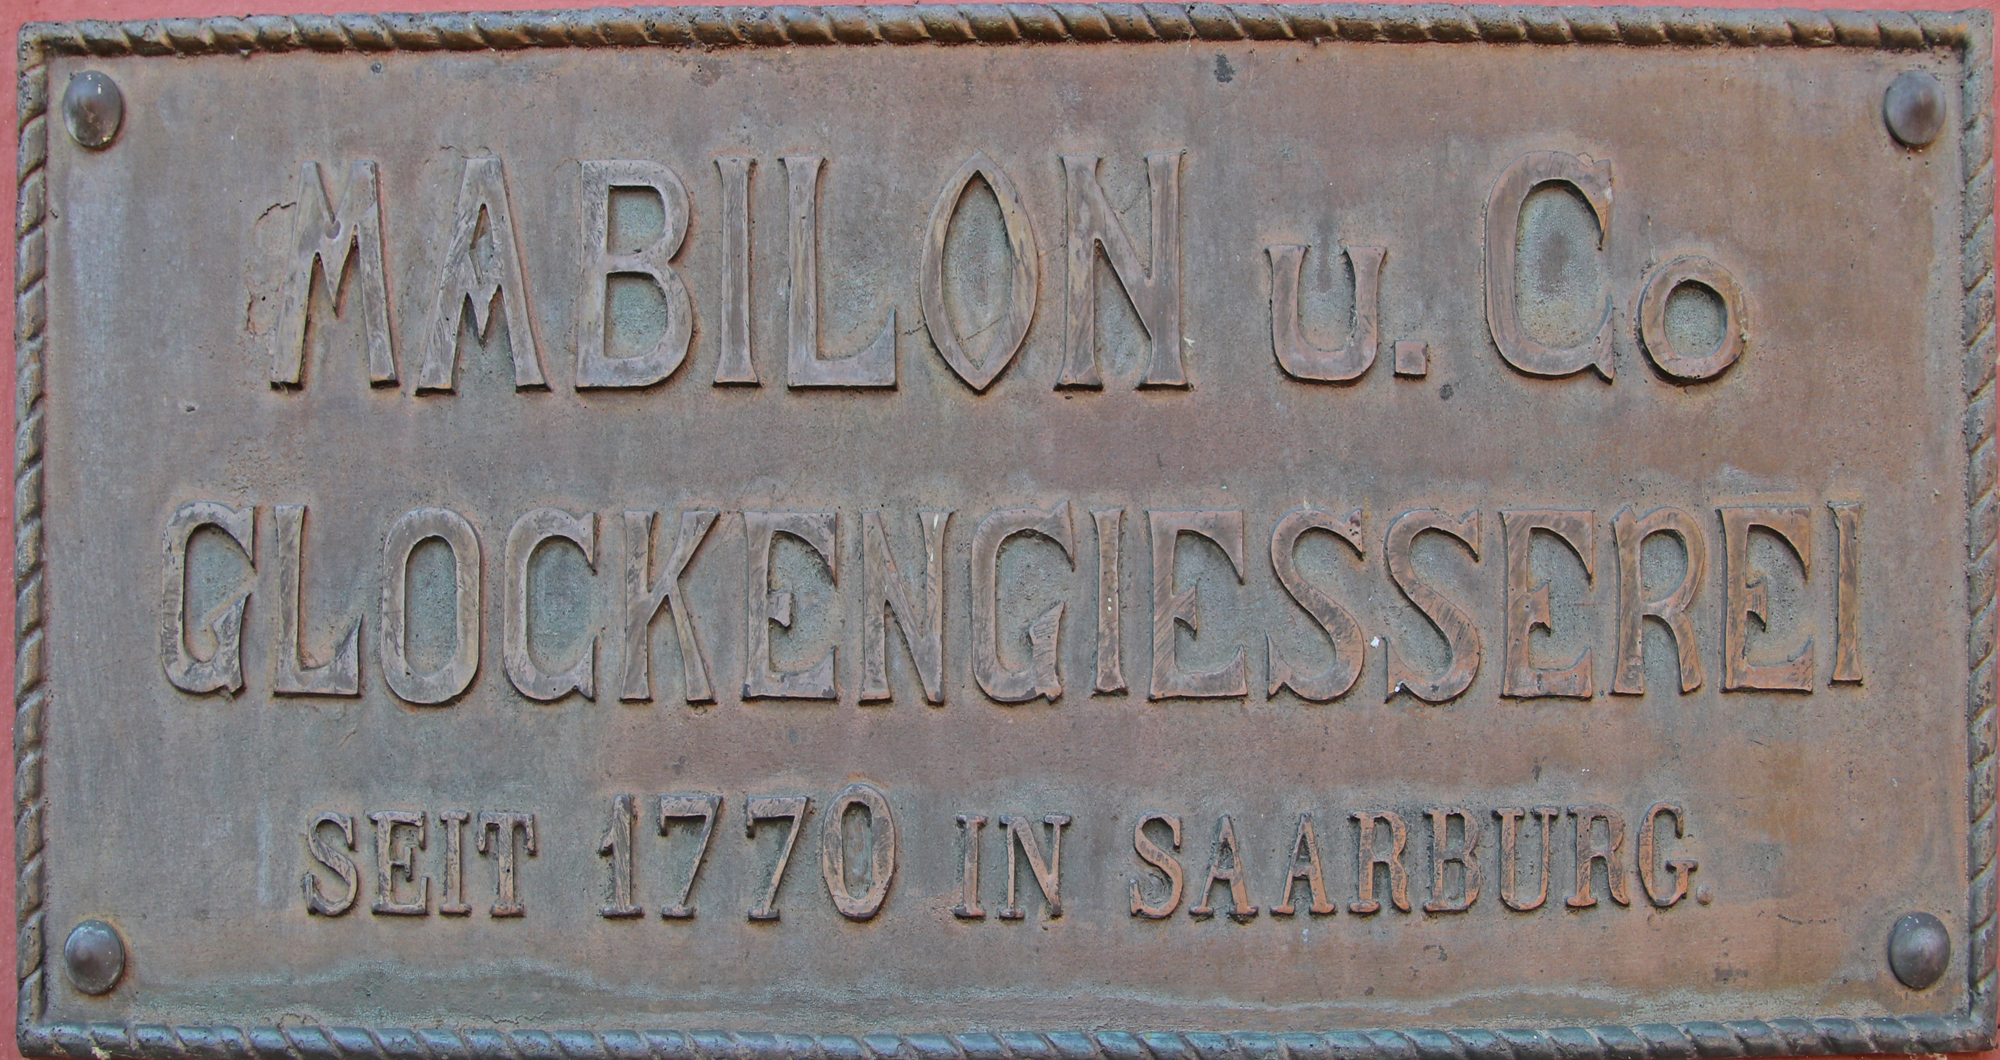 MABILON u. Co
GLOCKENGIESSEREI
SEIT 1770 IN SAARBURG.